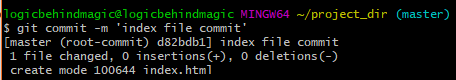 logicbehindmagic@logicbehindmagic MINGW64 ~/project_dir (master)
$ git commit -m 'index file commit'
[master (root-commit) d82bdb1] index file commit
 1 file changed, 0 insertions(+), 0 deletions(-)
 create mode 100644 index.html